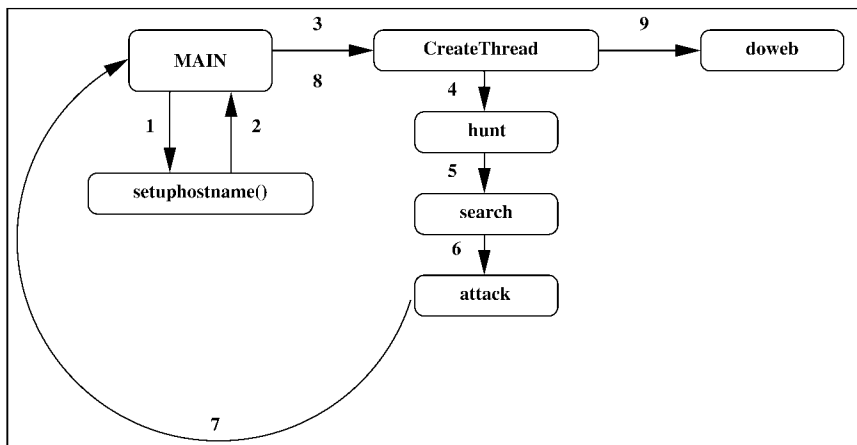 3
9
MAIN
CreateThread
doweb
8
4
1
2
hunt
5
setuphostname()
search
6
attack
7